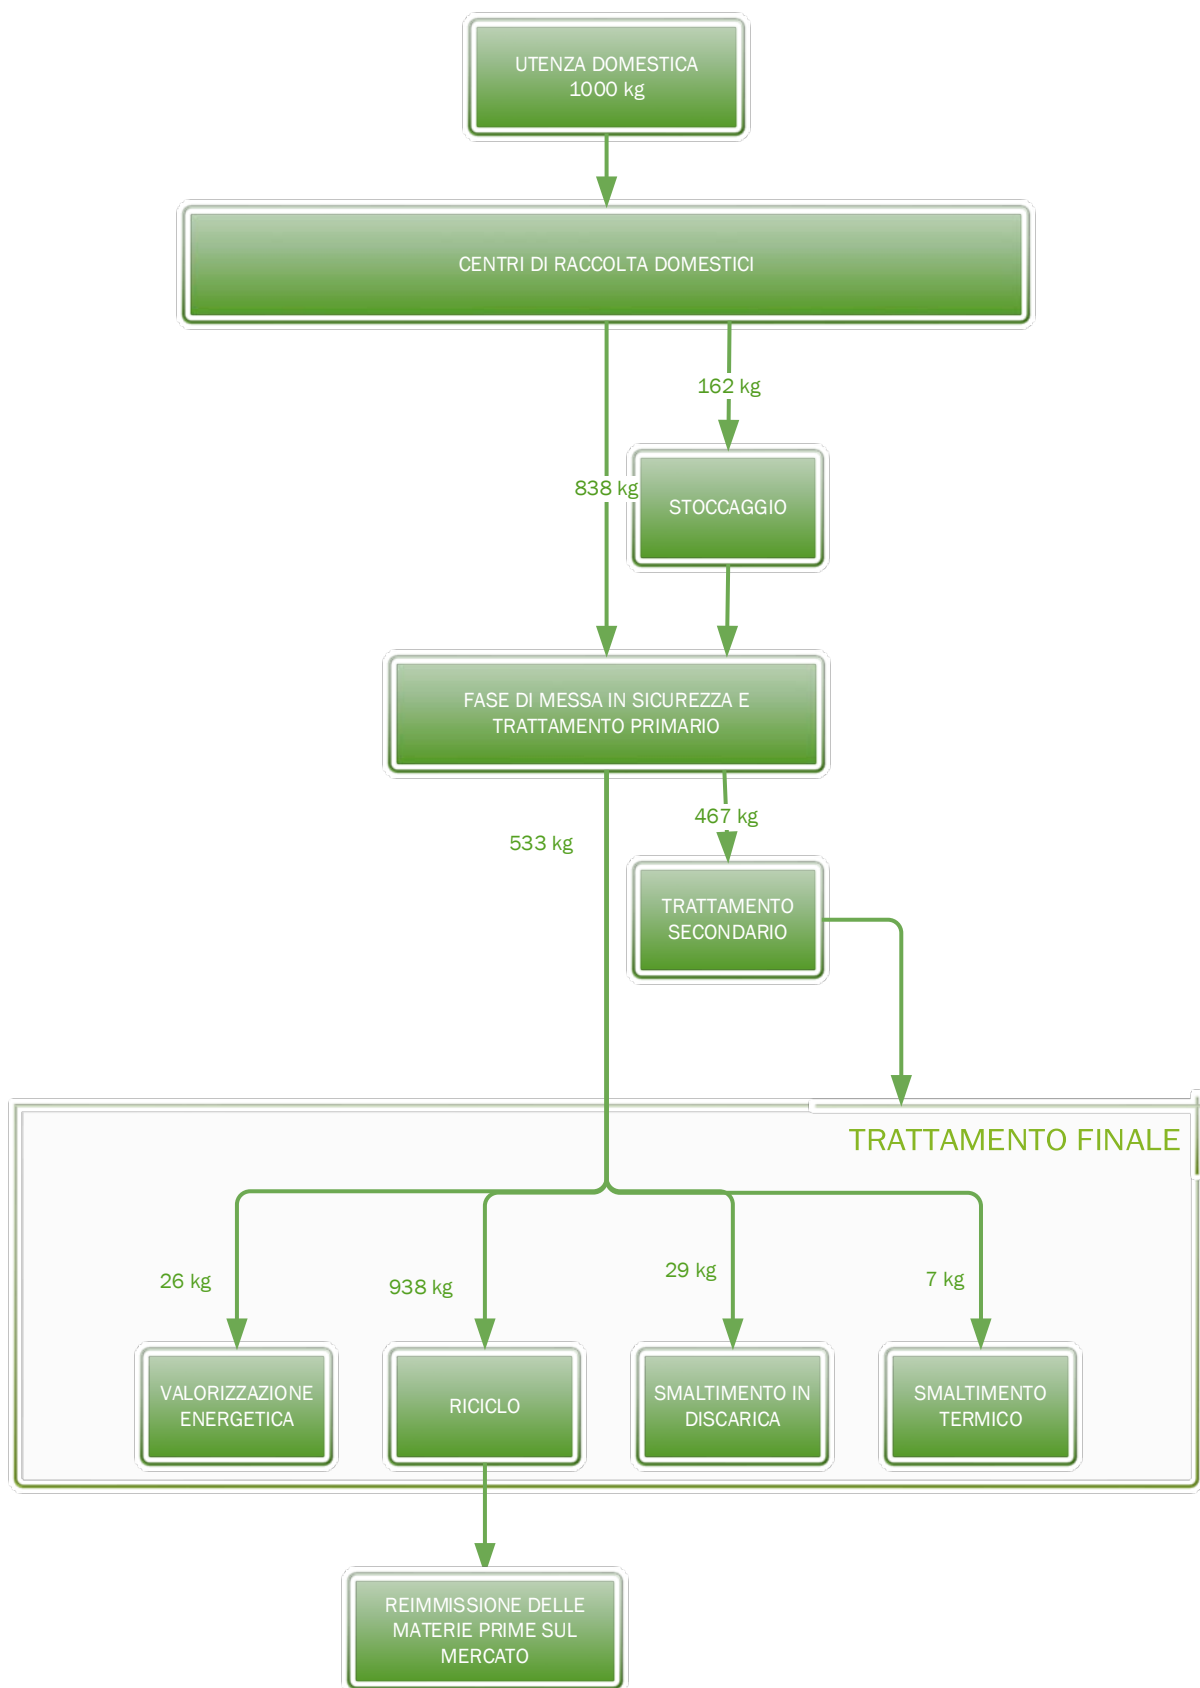 UTENZA DOMESTICA
1000 kg
CENTRI DI RACCOLTA DOMESTICI
162 kg
838 kg
STOCCAGGIO
FASE DI MESSA IN SICUREZZA E
TRATTAMENTO PRIMARIO
467 kg
533 kg
TRATTAMENTO
SECONDARIO
TRATTAMENTO FINALE
26 kg
938 kg
29 kg
7 kg
VALORIZZAZIONE
ENERGETICA
RICICLO
SMALTIMENTO IN
DISCARICA
SMALTIMENTO
TERMICO
REIMMISSIONE DELLE
MATERIE PRIME SUL
MERCATO